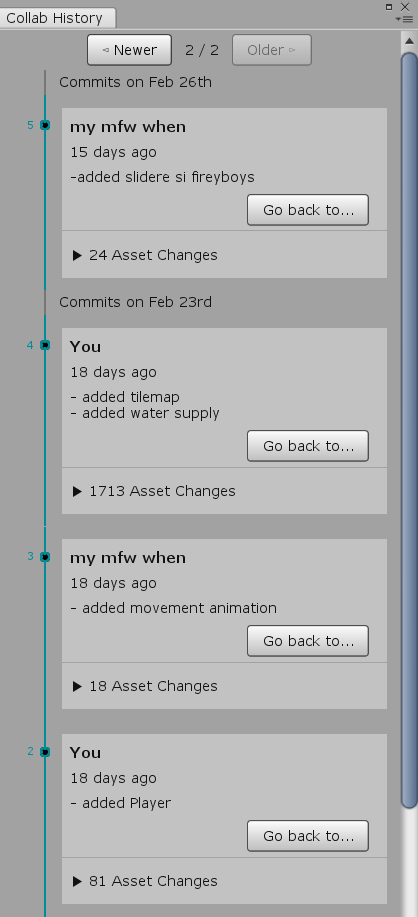 Collab History
Newer
2 / 2
Older
Commits on Feb 26th
5
my mfw when
15 days ago
-added slidere si fireyboys
Go back to...
24 Asset Changes
Commits on Feb 23rd
4
You
18 days ago
- added tilemap
- added water supply
Go back to...
1713 Asset Changes
3
my mfw when
18 days ago
- added movement animation
Go back to...
18 Asset Changes
2
You
18 days ago
- added Player
Go back to...
81 Asset Changes